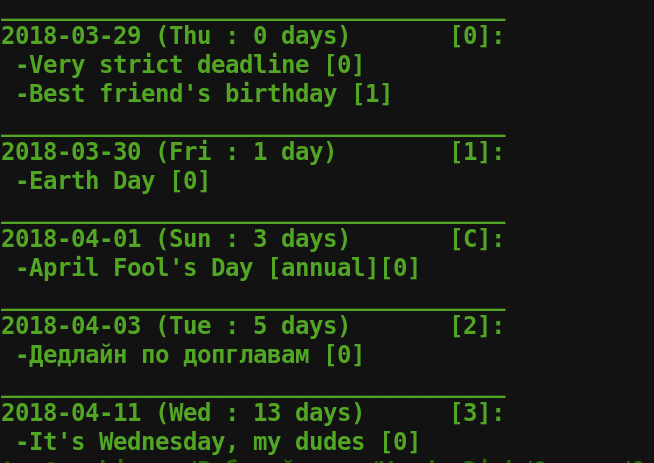 2018-03-29 (Thu : 0 days) [0]:
-Very strict deadline [0]
-Best friend's birthday [1]
2018-03-30 (Fri : 1 day) [1]:
-Earth Day [0]
2018-04-01 (Sun : 3 days) [C]:
-April Fool's Day [annual][0]
2018-04-03 (Tue : 5 days) [2]:
-Дедлайн по допглавам [0]
2018-04-11 (Wed : 13 days) [3]:
-It's Wednesday, my dudes [0]